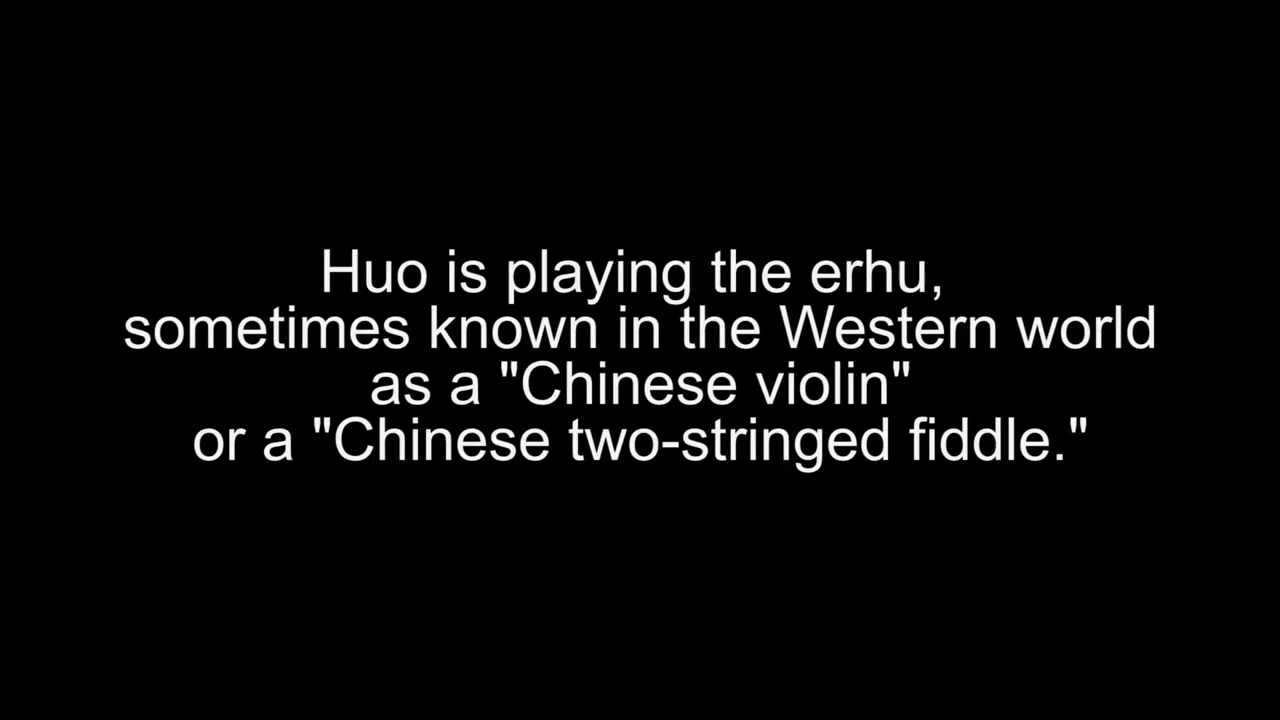 Huo is playing the erhu,
sometimes known in the Western world
as a "Chinese violin"
or a "Chinese two-stringed fiddle."